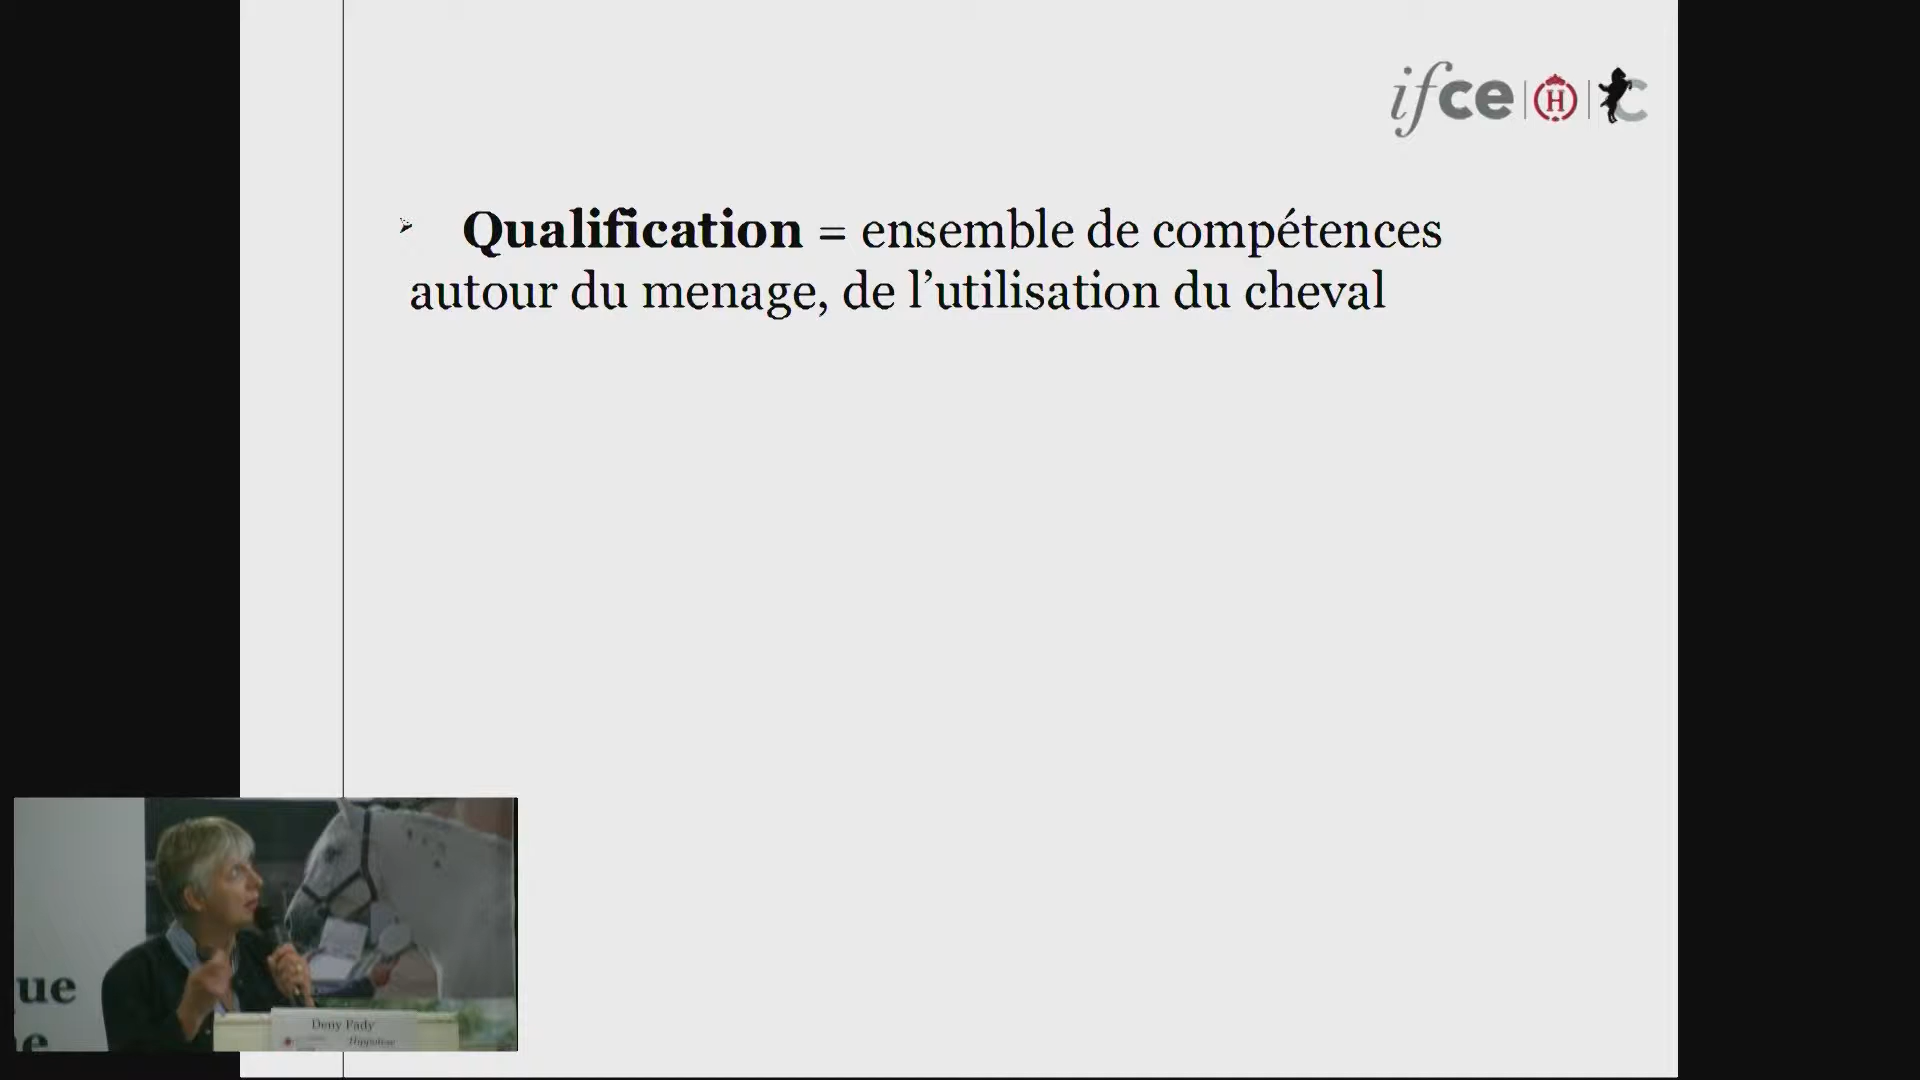 ifce H C
Qualification = ensemble de compétences
autour du menage, de l’utilisation du cheval
ue
e
Deny Fady